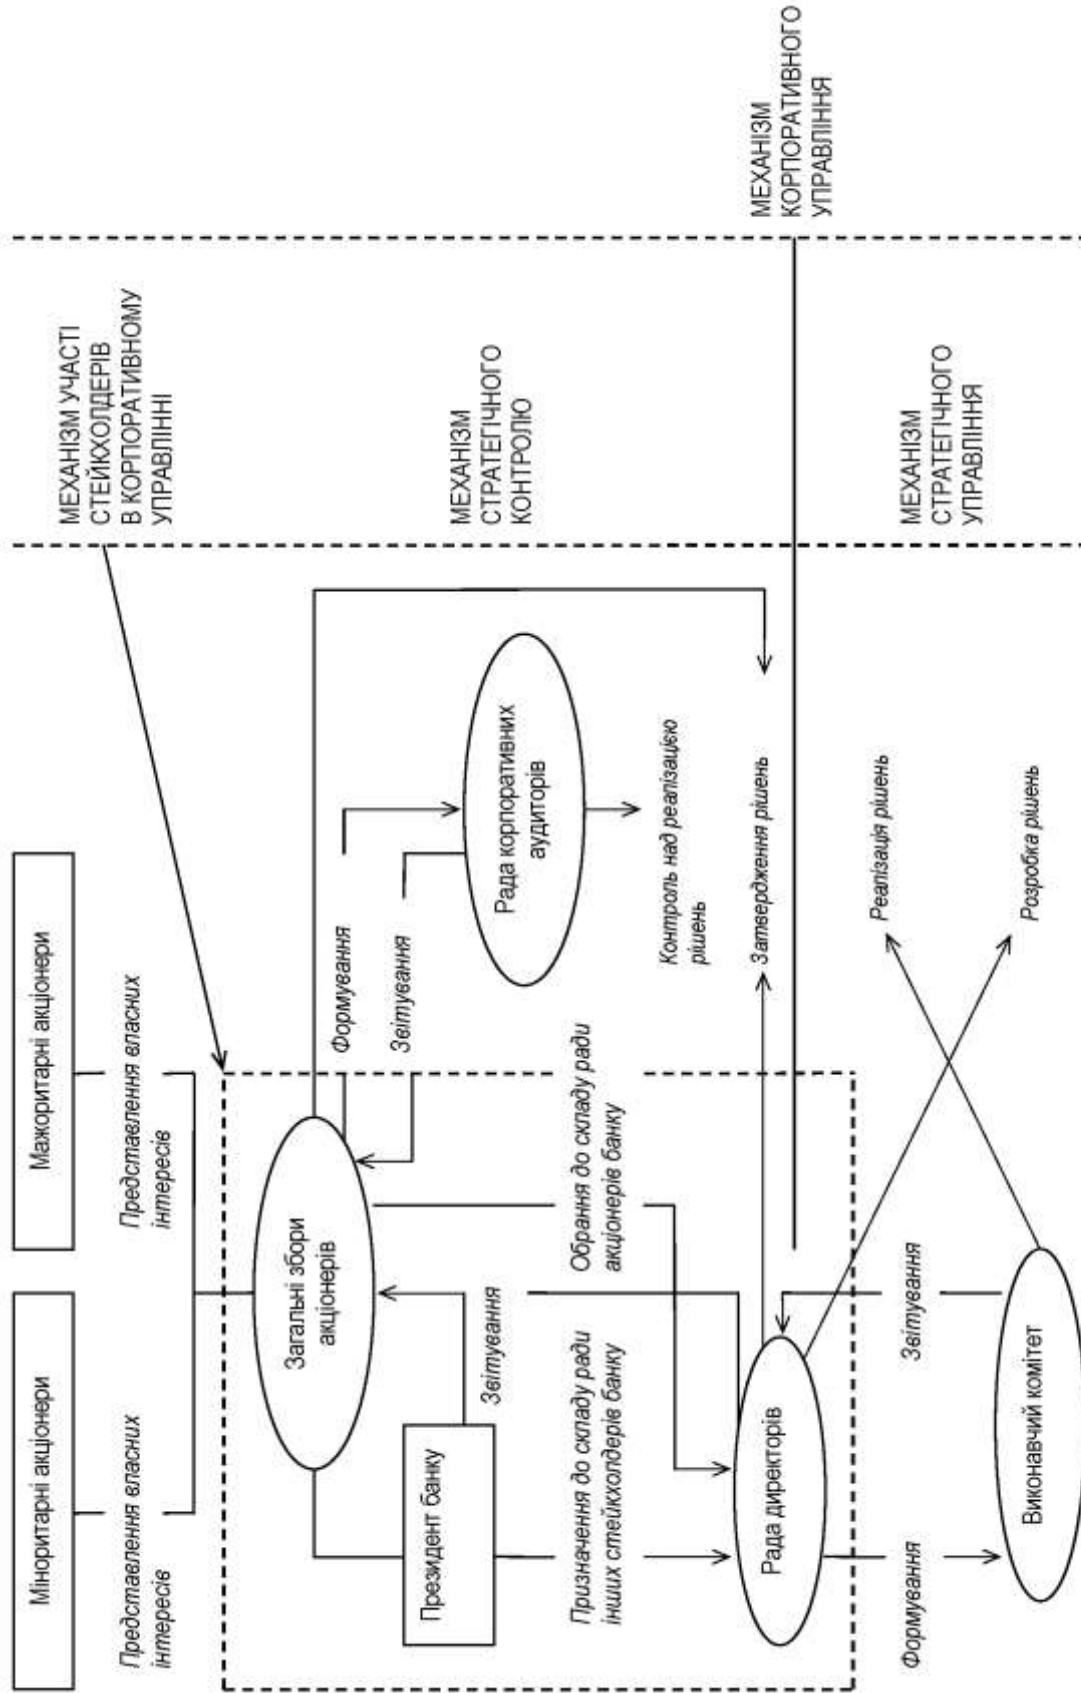 Міноритарні акціонери
Мажоритарні акціонери
Представлення власних
інтересів
Представлення власних
інтересів
МЕХАНІЗМ УЧАСТІ
СТЕЙКХОЛДЕРІВ
В КОРПОРАТИВНОМУ
УПРАВЛІННІ
Загальні збори
акціонерів
Формування
Звітування
Президент банку
Звітування
Рада корпоративних
аудиторів
МЕХАНІЗМ
СТРАТЕГІЧНОГО
КОНТРОЛЮ
Призначення до складу ради
інших стейкхолдерів банку
Обрання до складу ради
акціонерів банку
Контроль над реалізацією
рішень
Рада директорів
Затвердження рішень
МЕХАНІЗМ
КОРПОРАТИВНОГО
УПРАВЛІННЯ
Формування
Звітування
Реалізація рішень
МЕХАНІЗМ
СТРАТЕГІЧНОГО
УПРАВЛІННЯ
Виконавчий комітет
Розробка рішень